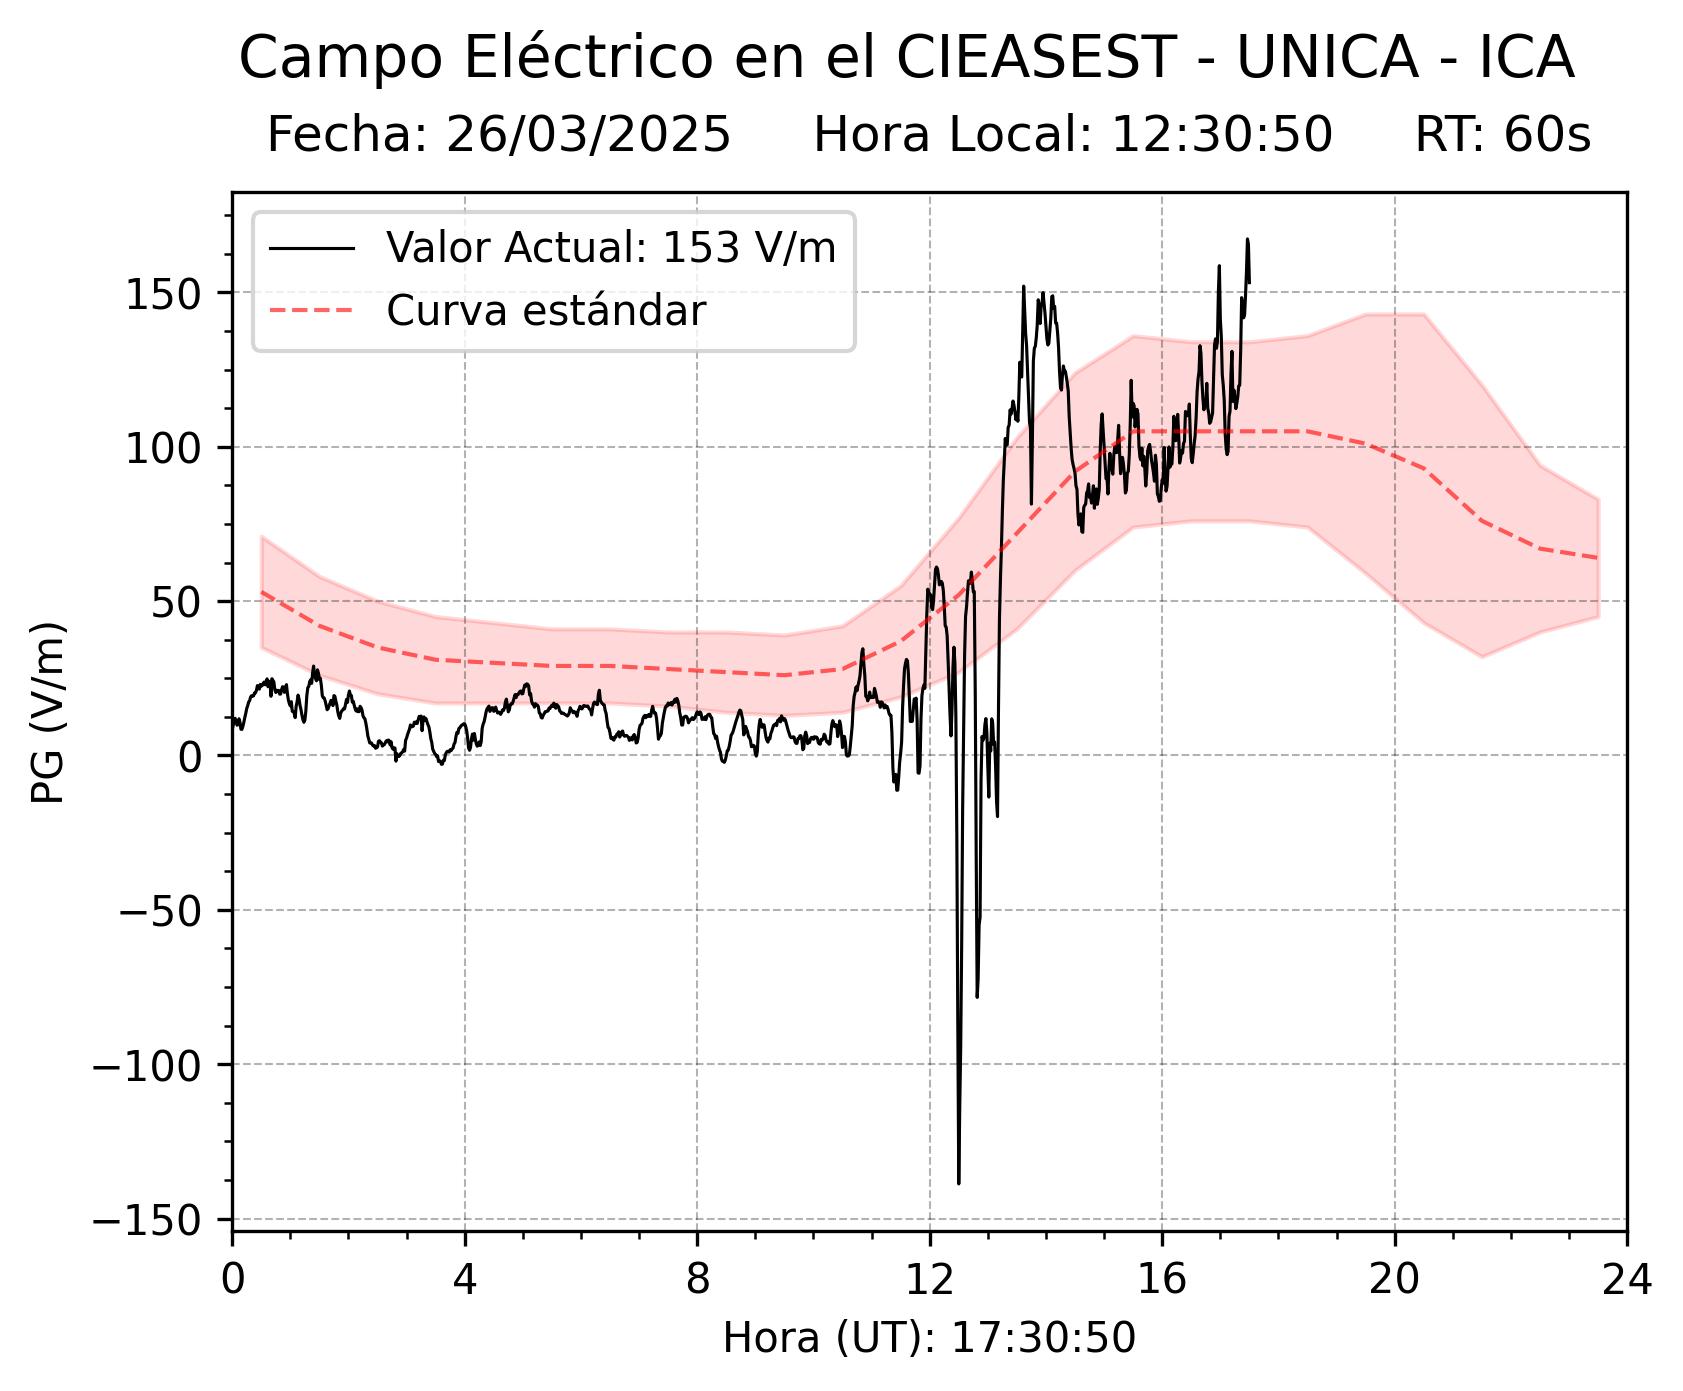 Campo Eléctrico en el CIEASEST - UNICA - ICA
Fecha: 26/03/2025 Hora Local: 12:30:50 RT: 60s
Valor Actual: 153 V/m
Curva estándar
150
100
50
0
−50
−100
−150
PG (V/m)
0 4 8 12 16 20 24
Hora (UT): 17:30:50